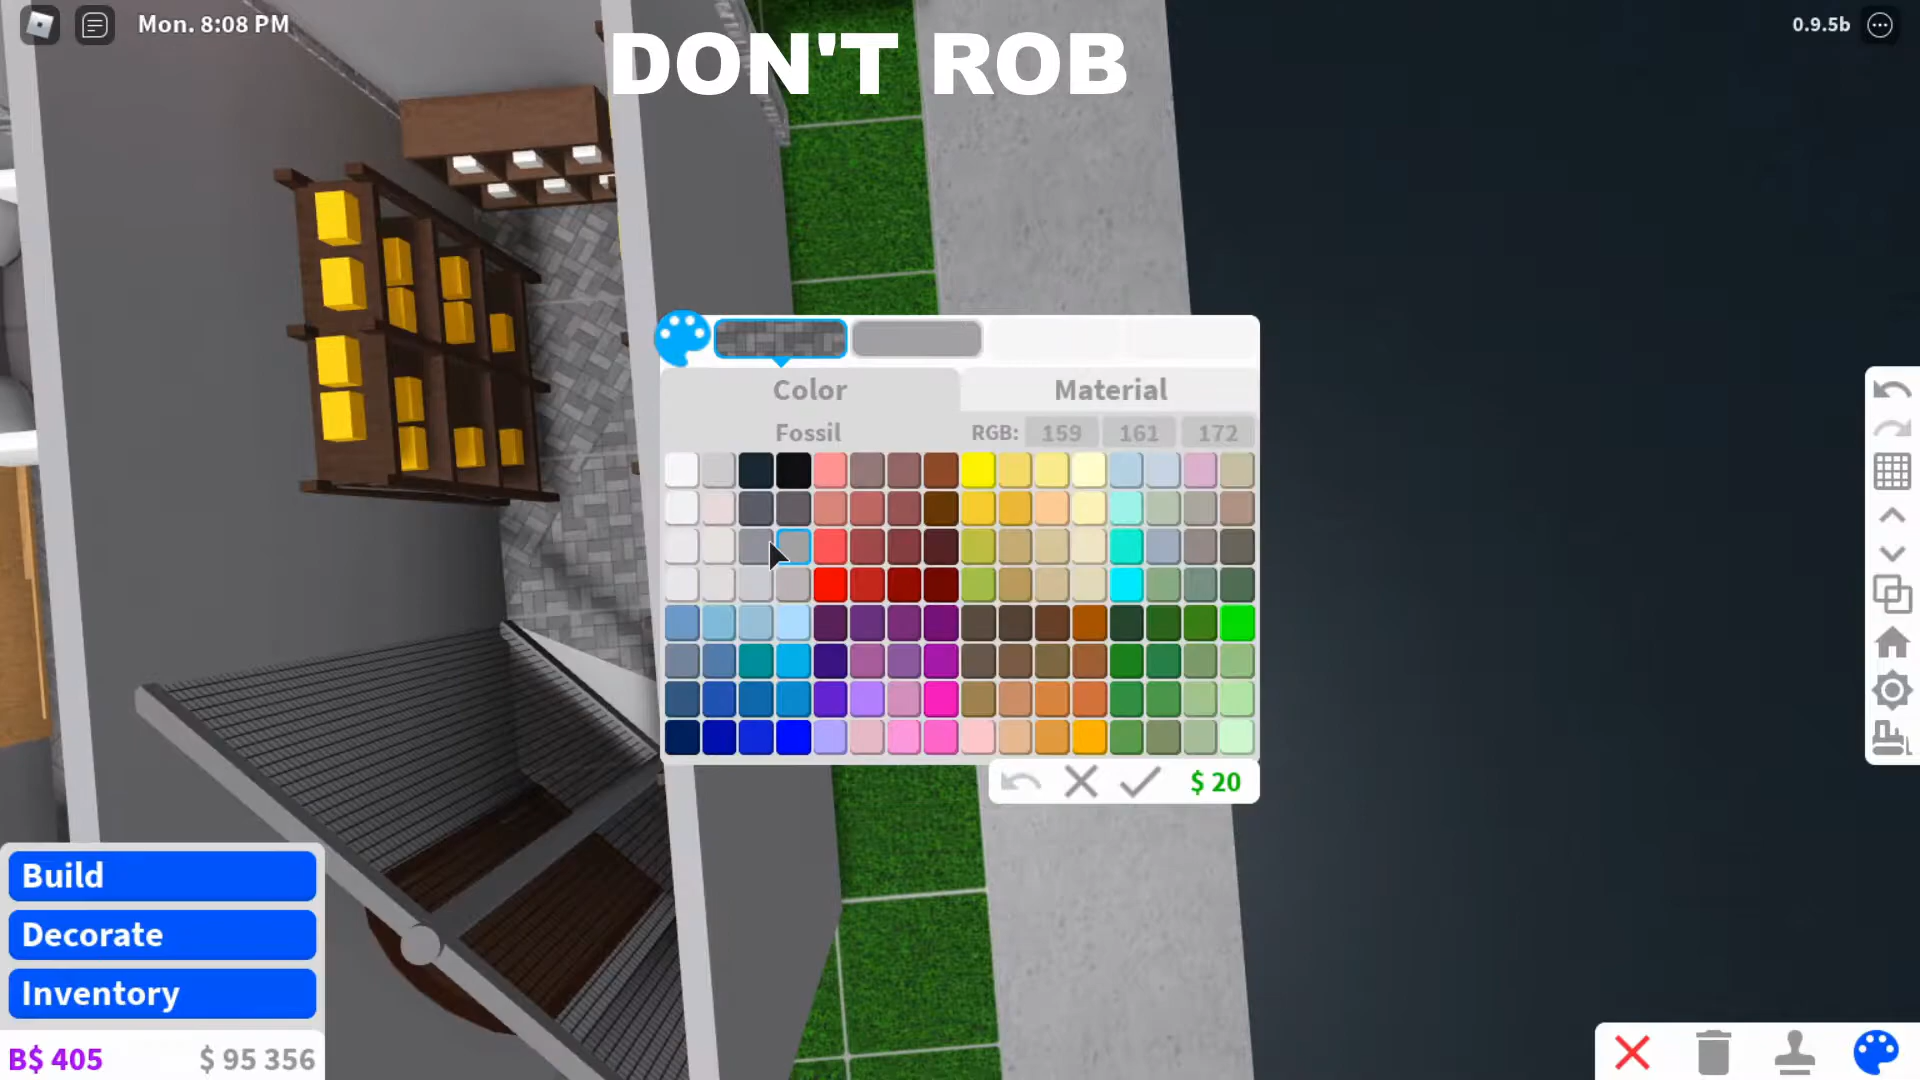 Mon. 8:08 PM
DON'T ROB
0.9.5b
Color
Material
Fossil
RGB: 159 161 172
$ 20
Build
Decorate
Inventory
B$ 405
$ 95 356